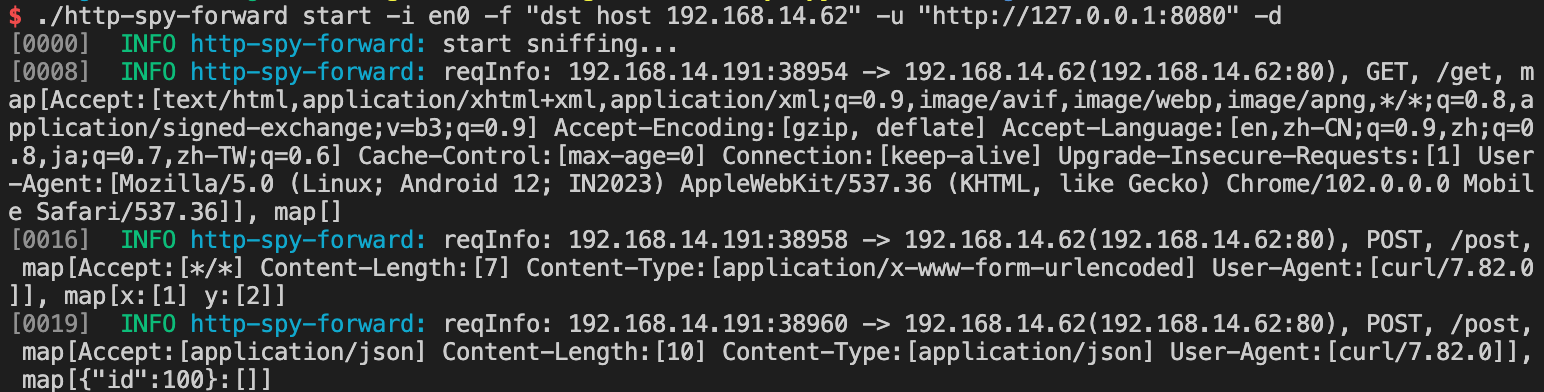 $ ./http-spy-forward start -i en0 -f "dst host 192.168.14.62" -u "http://127.0.0.1:8080" -d
[0000]  INFO http-spy-forward: start sniffing...
[0008]  INFO http-spy-forward: reqInfo: 192.168.14.191:38954 -> 192.168.14.62(192.168.14.62:80), GET, /get, m
ap[Accept:[text/html,application/xhtml+xml,application/xml;q=0.9,image/avif,image/webp,image/apng,*/*;q=0.8,a
pplication/signed-exchange;v=b3;q=0.9] Accept-Encoding:[gzip, deflate] Accept-Language:[en,zh-CN;q=0.9,zh;q=0
.8,ja;q=0.7,zh-TW;q=0.6] Cache-Control:[max-age=0] Connection:[keep-alive] Upgrade-Insecure-Requests:[1] User
-Agent:[Mozilla/5.0 (Linux; Android 12; IN2023) AppleWebKit/537.36 (KHTML, like Gecko) Chrome/102.0.0.0 Mobil
e Safari/537.36]], map[]
[0016]  INFO http-spy-forward: reqInfo: 192.168.14.191:38958 -> 192.168.14.62(192.168.14.62:80), POST, /post,
 map[Accept:[*/*] Content-Length:[7] Content-Type:[application/x-www-form-urlencoded] User-Agent:[curl/7.82.0
]], map[x:[1] y:[2]]
[0019]  INFO http-spy-forward: reqInfo: 192.168.14.191:38960 -> 192.168.14.62(192.168.14.62:80), POST, /post,
 map[Accept:[application/json] Content-Length:[10] Content-Type:[application/json] User-Agent:[curl/7.82.0]],
 map[{"id":100}:[]]